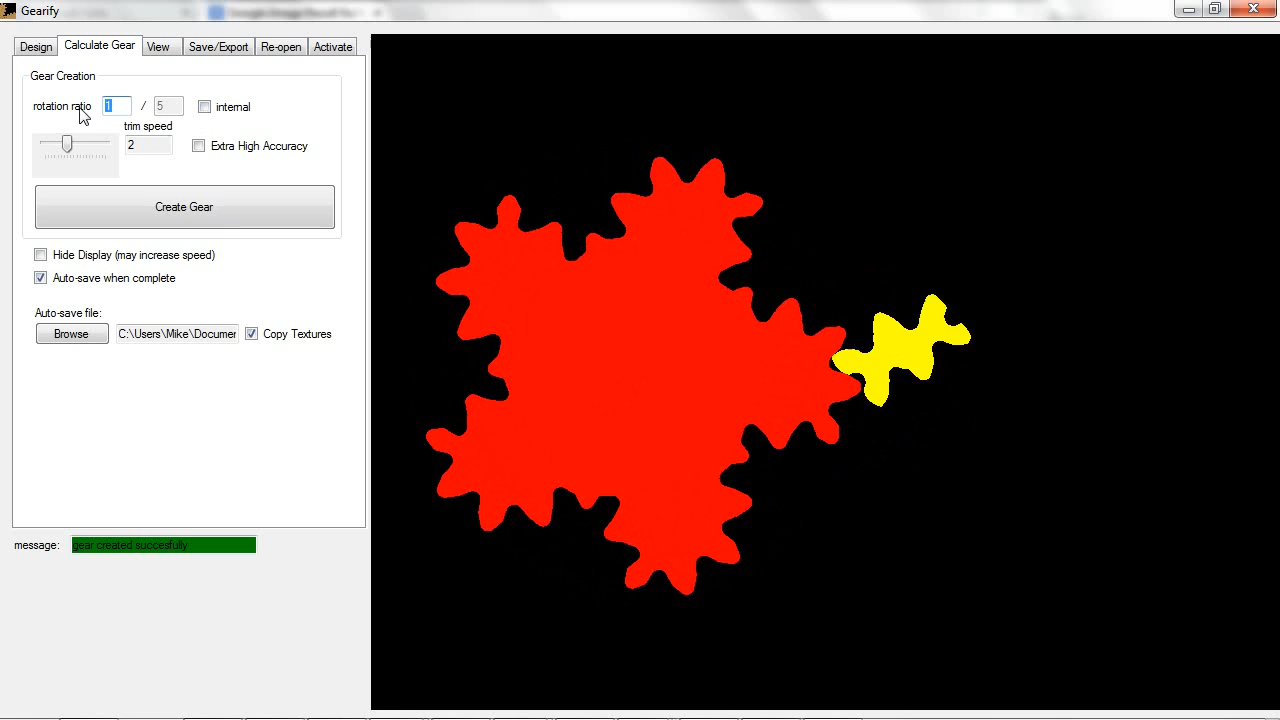 Gearify
Design Calculate Gear View Save/Export Re-open Activate
Gear Creation
rotation ratio 1 / 5 internal
trim speed
2 Extra High Accuracy
Create Gear
Hide Display (may increase speed)
Auto-save when complete
Auto-save file:
Browse C:\Users\Mike\Documer Copy Textures
message: gear created succesfully